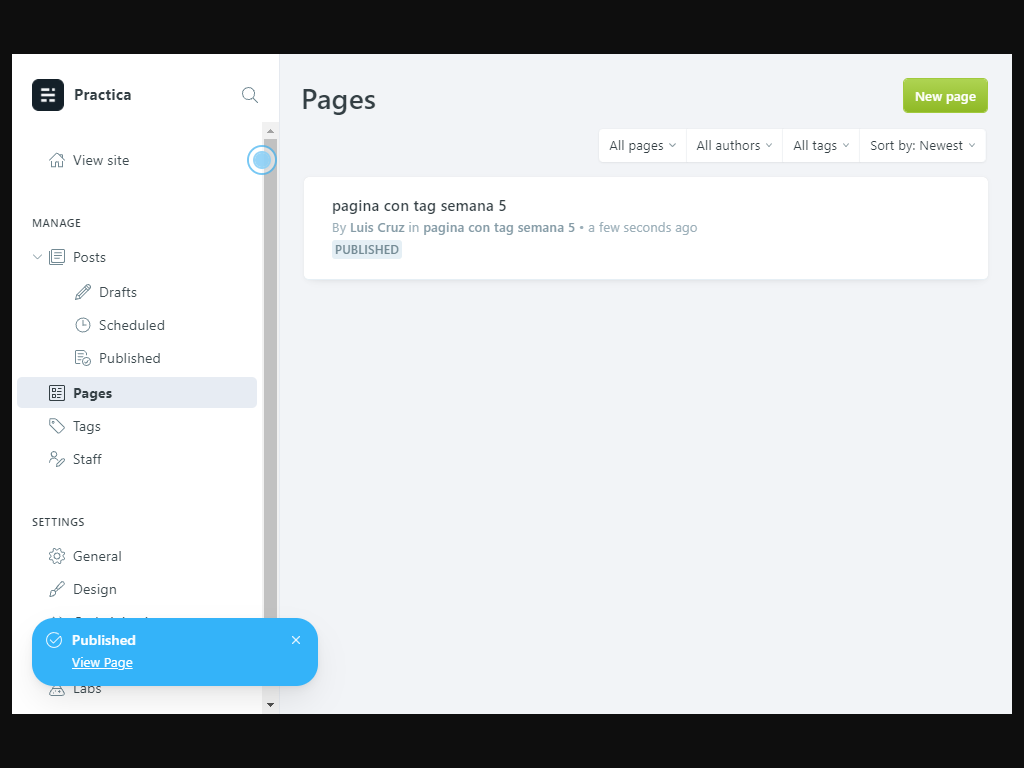 Practica
View site
MANAGE
Posts
Drafts
Scheduled
Published
Pages
Tags
Staff
SETTINGS
General
Design
Labs
Published
View Page
Pages
New page
All pages
All authors
All tags
Sort by: Newest
pagina con tag semana 5
By Luis Cruz in pagina con tag semana 5 • a few seconds ago
PUBLISHED